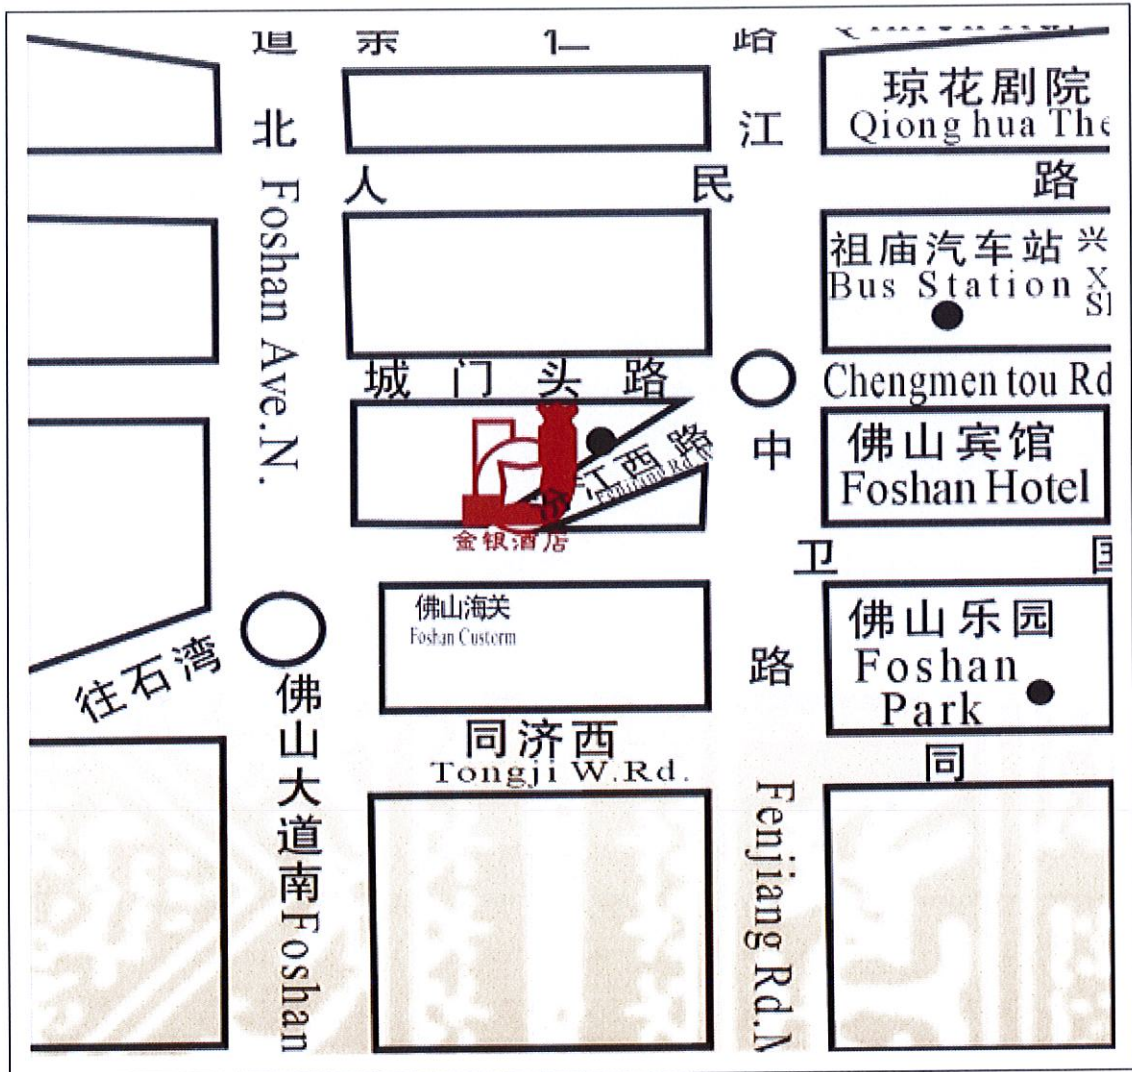 路
琼花剧院
Qiong hua The
北
江
人 民 路
Foshan Ave.N.
祖庙汽车站 兴
Bus Station X
城门头路
Chengmen tou Rd
江西路
中
佛山宾馆
Foshan Hotel
金银酒店
卫
佛山海关
Foshan Custerm
佛山乐园
Foshan
Park
往石湾
路
同济西
Tongji W.Rd.
同
佛山大道南Foshan
Fenjiang Rd.